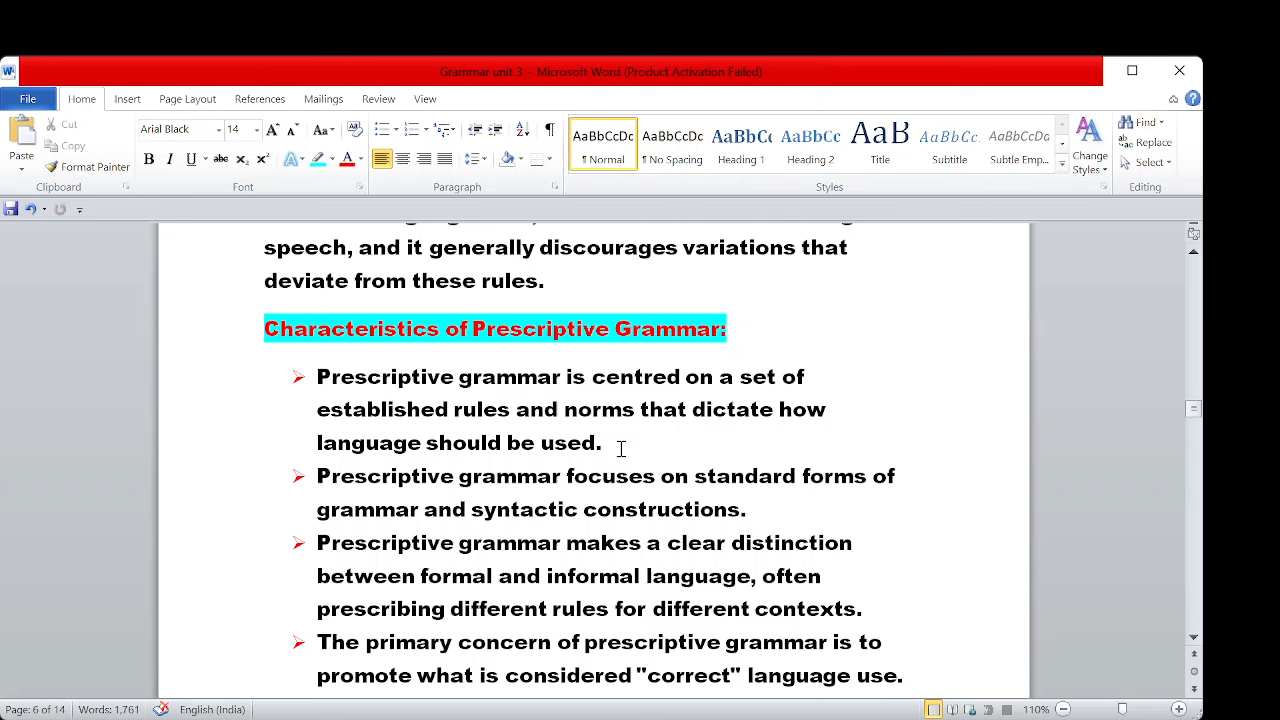 Grammar unit 3 - Microsoft Word (Product Activation Failed)
File Home Insert Page Layout References Mailings Review View
Cut
Copy
Format Painter
Paste
Clipboard
Arial Black 14
Font
Paragraph
AaBbCcDc AaBbCcDc AaBbCc AaBbCc AaB AaBbCc. AaBbCcDc
¶ Normal ¶ No Spacing Heading 1 Heading 2 Title Subtitle Subtle Emp...
Styles
Change Styles
Find
Replace
Select
Editing
speech, and it generally discourages variations that
deviate from these rules.
Characteristics of Prescriptive Grammar:
Prescriptive grammar is centred on a set of
established rules and norms that dictate how
language should be used.
Prescriptive grammar focuses on standard forms of
grammar and syntactic constructions.
Prescriptive grammar makes a clear distinction
between formal and informal language, often
prescribing different rules for different contexts.
The primary concern of prescriptive grammar is to
promote what is considered "correct" language use.
Page: 6 of 14 Words: 1,761 English (India) 110%